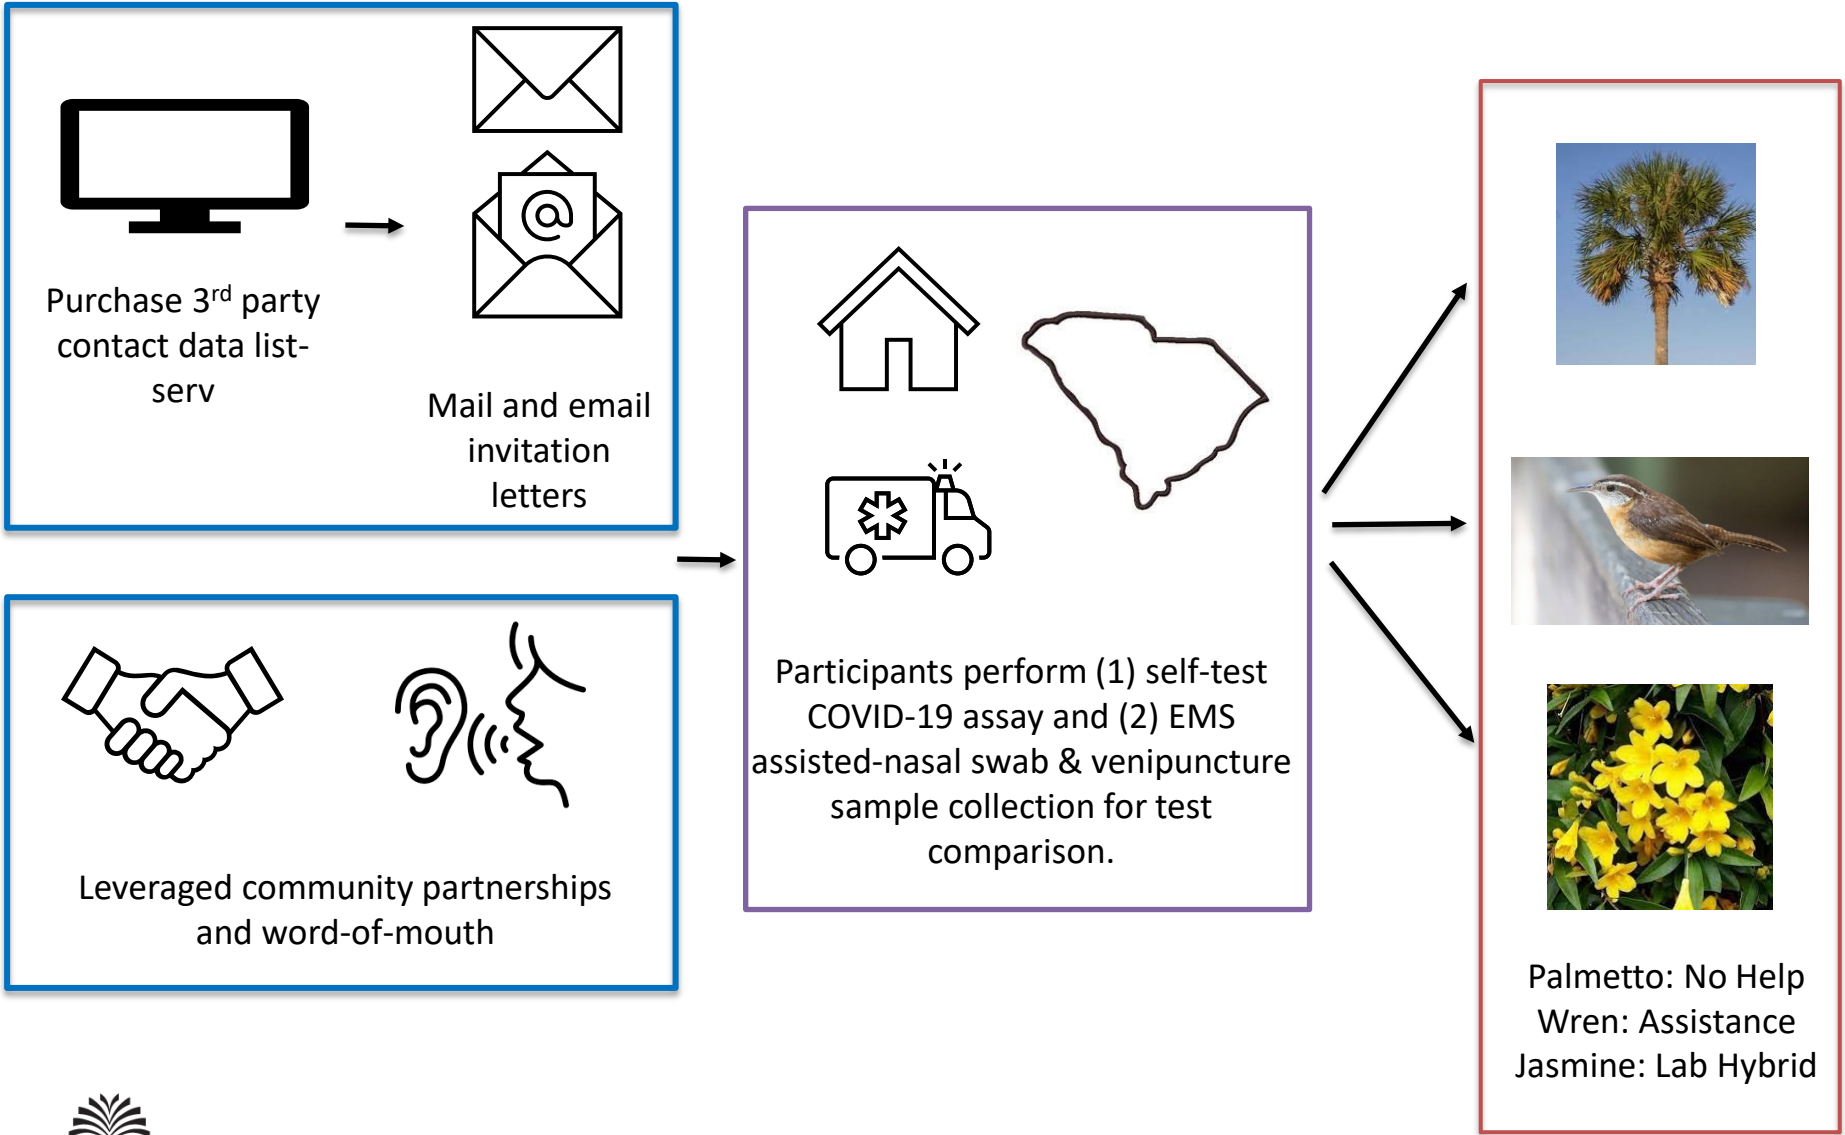 Purchase 3rd party
contact data list-
serv
Mail and email
invitation
letters
Leveraged community partnerships
and word-of-mouth
Participants perform (1) self-test
COVID-19 assay and (2) EMS
assisted-nasal swab & venipuncture
sample collection for test
comparison.
Palmetto: No Help
Wren: Assistance
Jasmine: Lab Hybrid